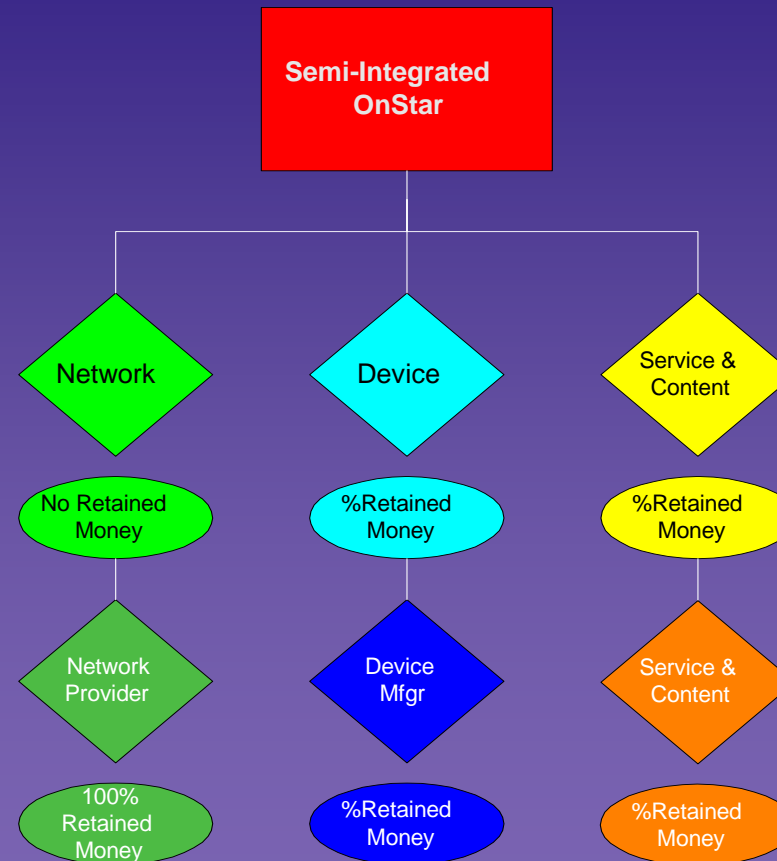 Semi-Integrated
OnStar
Network
Device
Service &
Content
No Retained
Money
%Retained
Money
%Retained
Money
Network
Provider
Device
Mfgr
Service &
Content
100%
Retained
Money
%Retained
Money
%Retained
Money